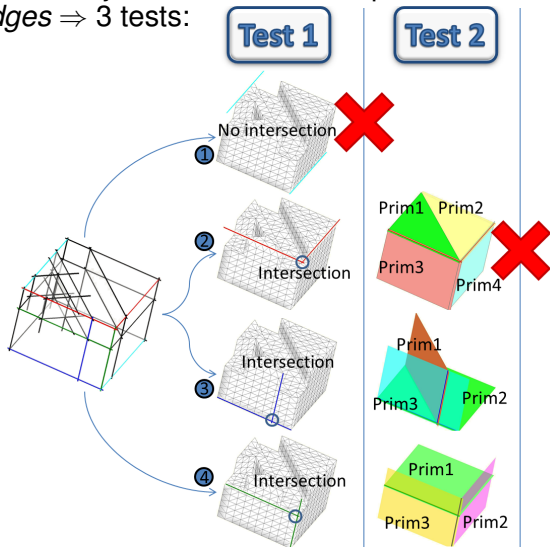 dges ⇒ 3 tests:
Test 1
Test 2
No intersection
1
2
Intersection
Prim1
Prim2
Prim3
Prim4
Intersection
3
Prim1
Prim2
Prim3
4
Intersection
Prim1
Prim3
Prim2